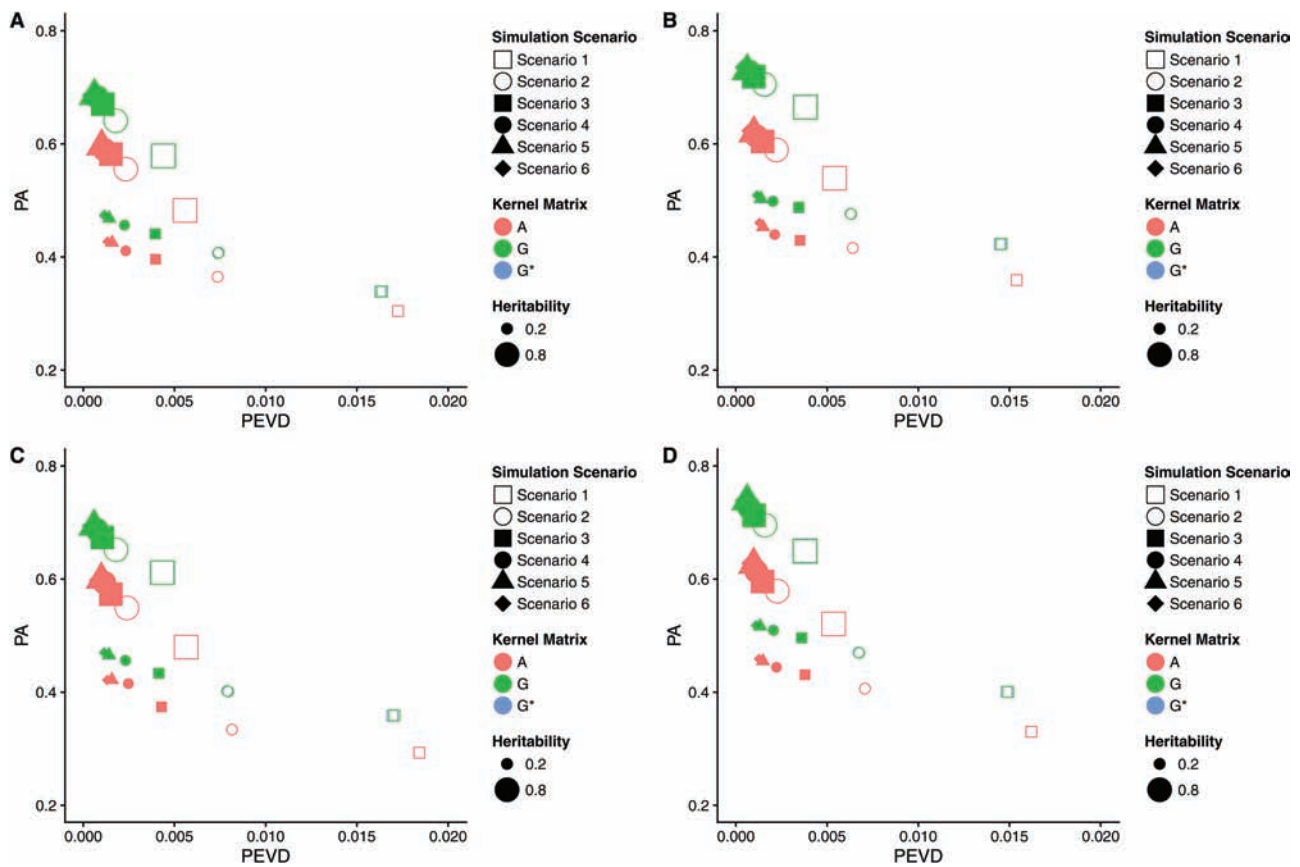 A
0.8
0.6
0.4
0.2
PA
0.000 0.005 0.010 0.015 0.020
PEVD
Simulation Scenario
Scenario 1
Scenario 2
Scenario 3
Scenario 4
Scenario 5
Scenario 6
Kernel Matrix
A
G
G*
Heritability
0.2
0.8
B
0.8
0.6
0.4
0.2
PA
0.000 0.005 0.010 0.015 0.020
PEVD
Simulation Scenario
Scenario 1
Scenario 2
Scenario 3
Scenario 4
Scenario 5
Scenario 6
Kernel Matrix
A
G
G*
Heritability
0.2
0.8
C
0.8
0.6
0.4
0.2
PA
0.000 0.005 0.010 0.015 0.020
PEVD
Simulation Scenario
Scenario 1
Scenario 2
Scenario 3
Scenario 4
Scenario 5
Scenario 6
Kernel Matrix
A
G
G*
Heritability
0.2
0.8
D
0.8
0.6
0.4
0.2
PA
0.000 0.005 0.010 0.015 0.020
PEVD
Simulation Scenario
Scenario 1
Scenario 2
Scenario 3
Scenario 4
Scenario 5
Scenario 6
Kernel Matrix
A
G
G*
Heritability
0.2
0.8